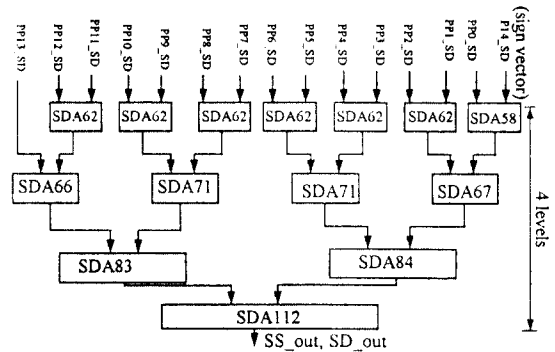 PP13_SD
PP12_SD
PP11_SD
PP10_SD
PP9_SD
PP8_SD
PP7_SD
PP6_SD
PP5_SD
PP4_SD
PP3_SD
PP2_SD
PP1_SD
PP0_SD
P14_SD
(sign vector)
SDA62
SDA62
SDA62
SDA62
SDA62
SDA62
SDA58
SDA66
SDA71
SDA71
SDA67
4 levels
SDA83
SDA84
SDA112
SS_out, SD_out